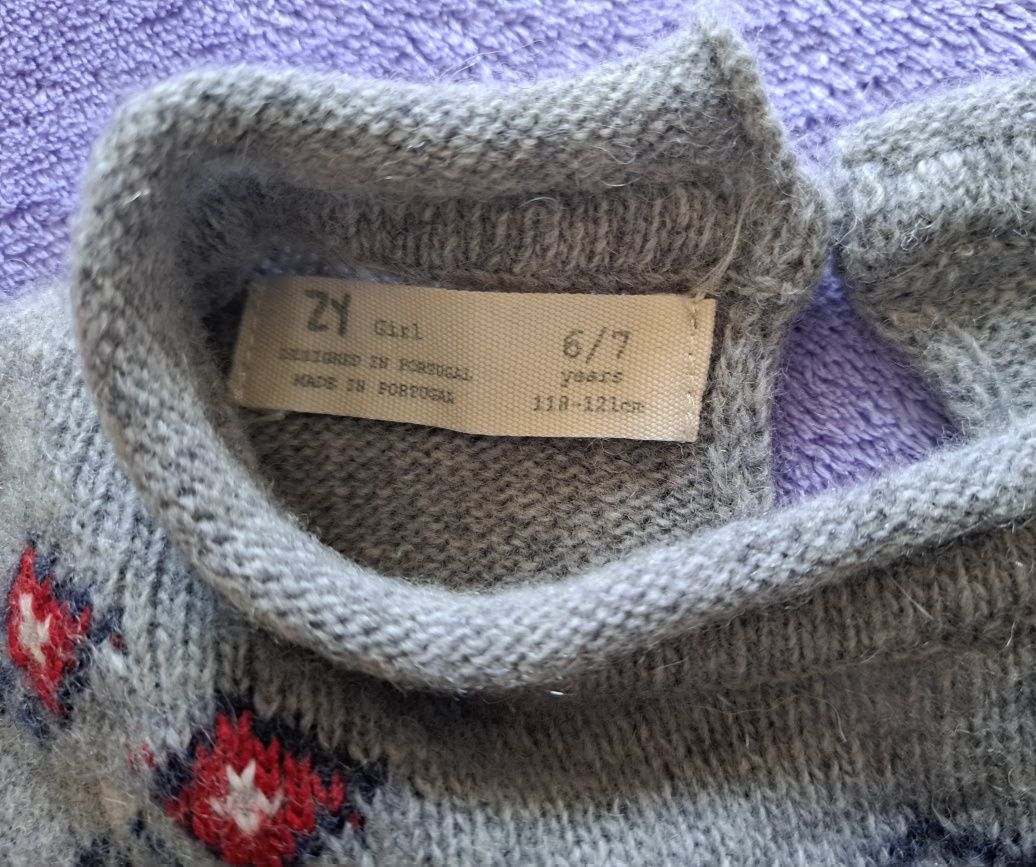 ZY Girl
DESIGNED IN PORTUGAL
MADE IN PORTUGAL
6/7
years
118-121cm